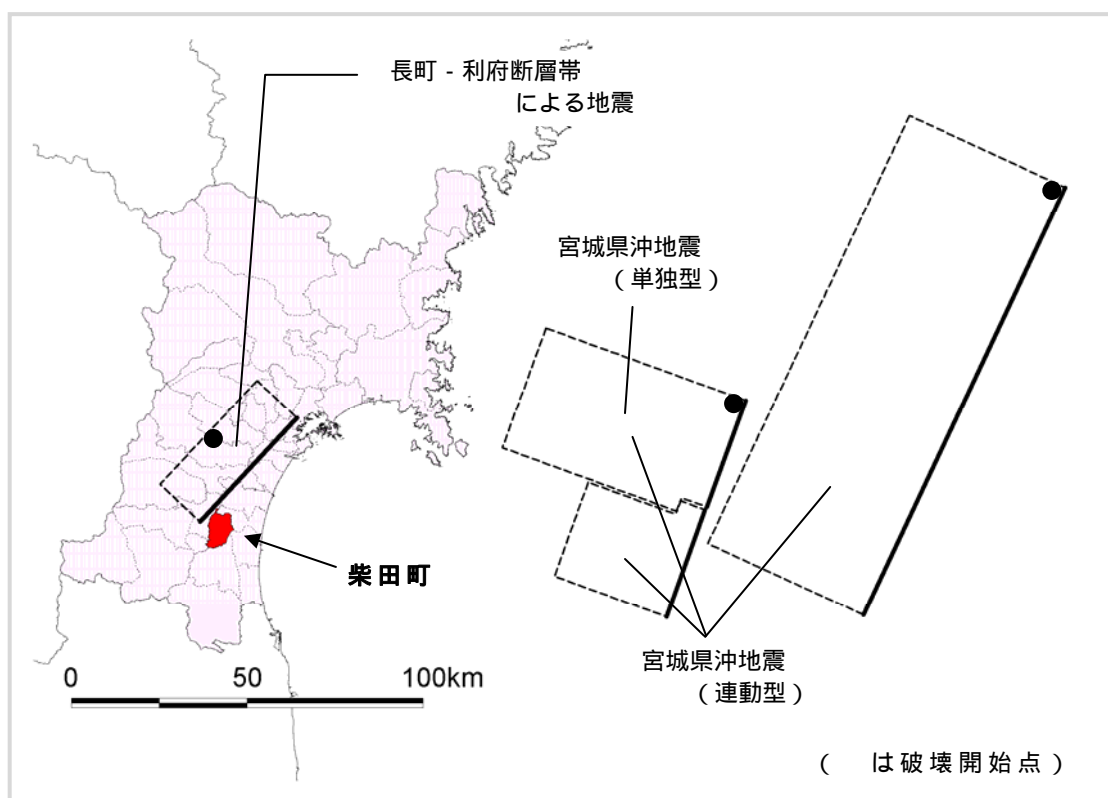 長町 - 利府断層帯
による地震
宮城県沖地震
（単独型）
柴田町
0 50 100km
宮城県沖地震
（連動型）
（ は破壊開始点）